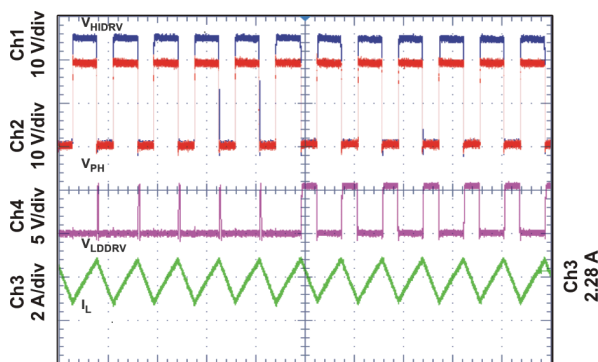 Ch1
10 V/div
Ch2
10 V/div
Ch4
5 V/div
Ch3
2 A/div
VHIDRV
VPH
VLDDRV
IL
Ch3
2.28 A